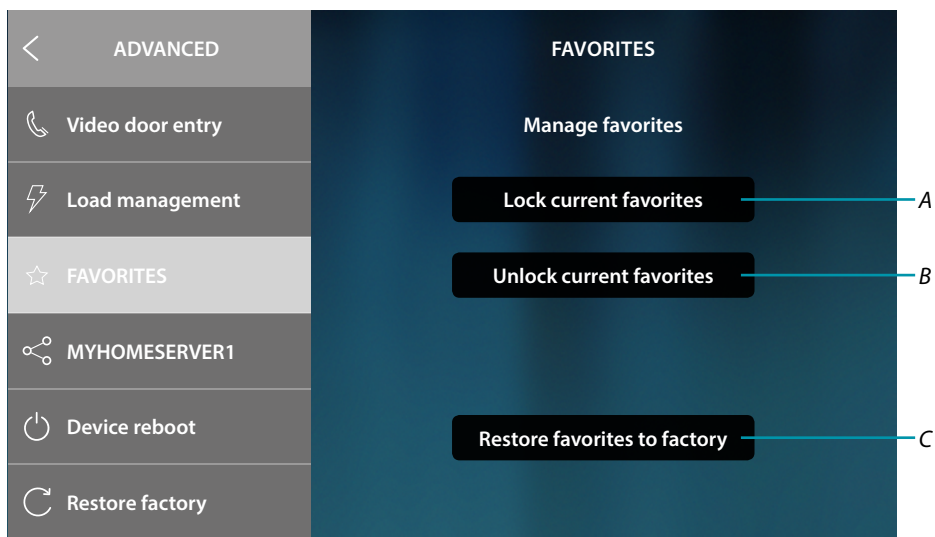 ADVANCED
Video door entry
Load management
FAVORITES
MYHOMESERVER1
Device reboot
Restore factory
FAVORITES
Manage favorites
Lock current favorites
A
Unlock current favorites
B
Restore favorites to factory
C